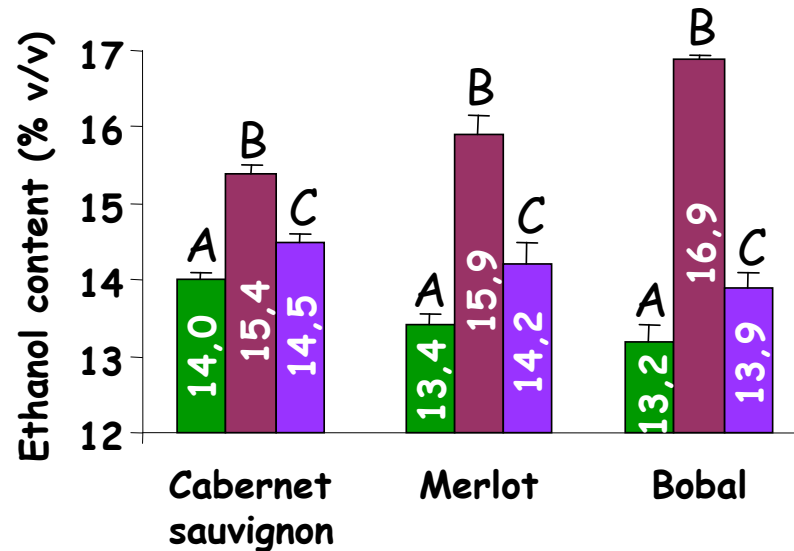 Ethanol content (% v/v)
17
16
15
14
13
12
A
B
C
14,0
15,4
14,5
A
B
C
13,4
15,9
14,2
A
B
C
13,2
16,9
13,9
Cabernet
sauvignon
Merlot
Bobal